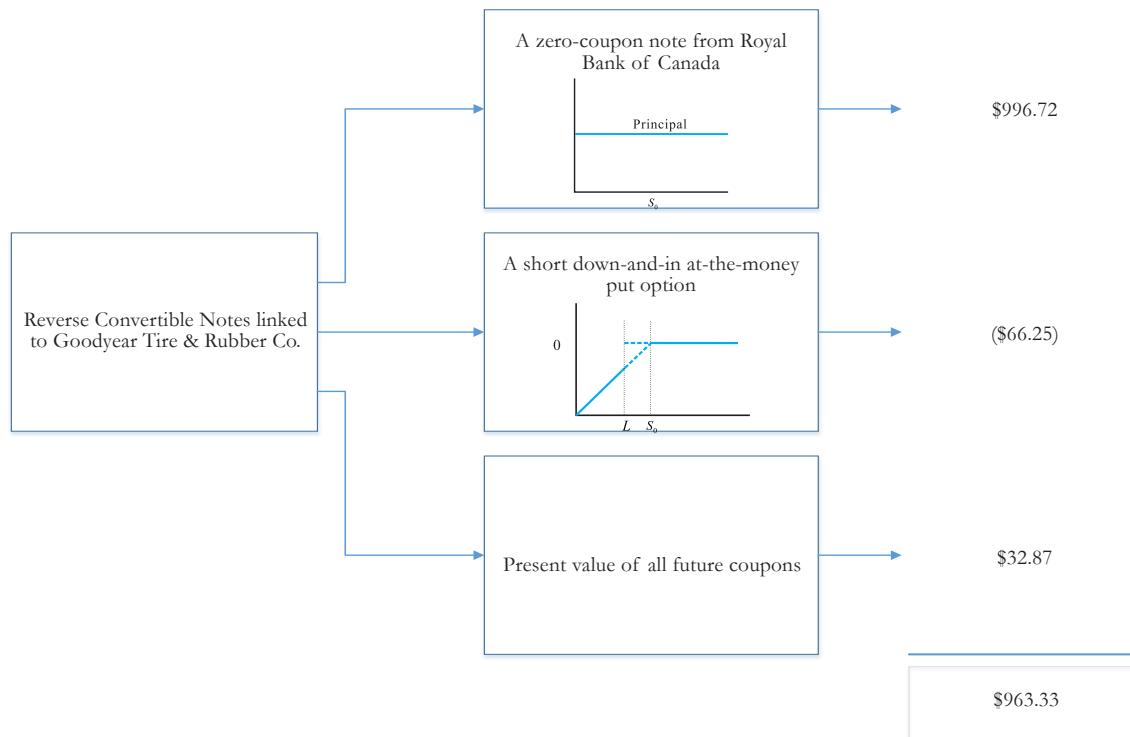 A zero-coupon note from Royal
Bank of Canada
Principal
S₀
$996.72
Reverse Convertible Notes linked
to Goodyear Tire & Rubber Co.
A short down-and-in at-the-money
put option
0
L S₀
($66.25)
Present value of all future coupons
$32.87
$963.33